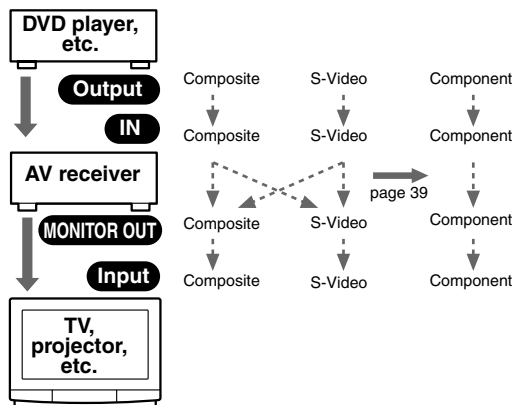 DVD player,
etc.
Output
Composite S-Video Component
IN
Composite S-Video Component
AV receiver
page 39
MONITOR OUT
Composite S-Video Component
Input
Composite S-Video Component
TV,
projector,
etc.